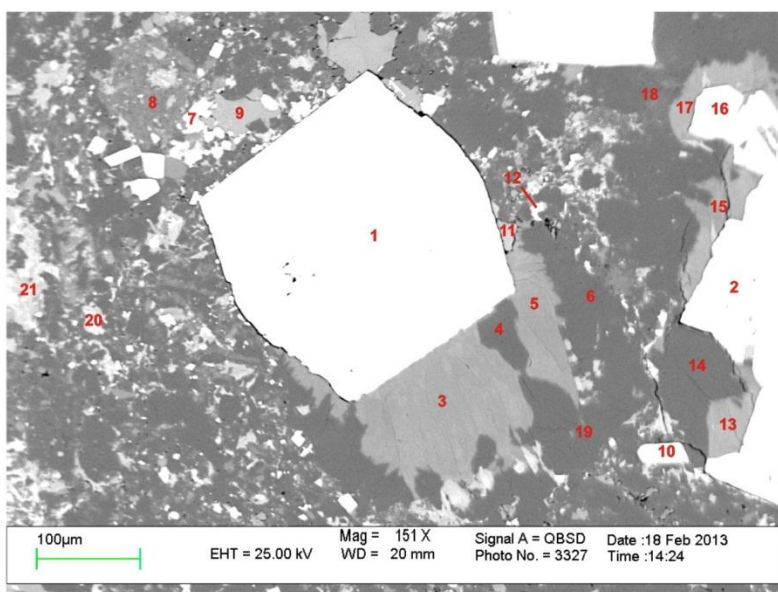 8
7
9
18
17
16
12
15
11
1
21
20
5
6
2
4
14
3
19
13
10
100µm
EHT = 25.00 kV
Mag = 151 X
WD = 20 mm
Signal A = QBSD
Photo No. = 3327
Date :18 Feb 2013
Time :14:24